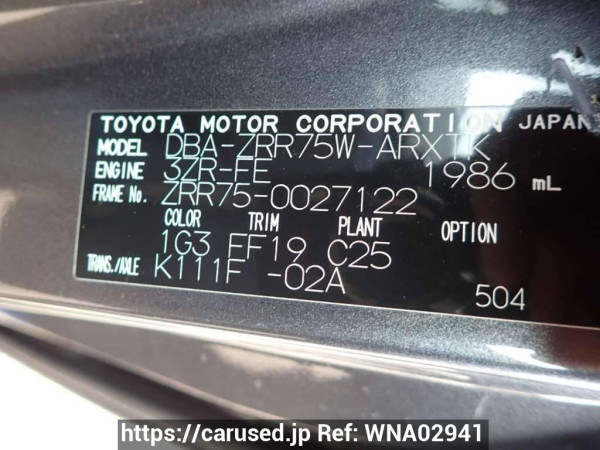 TOYOTA MOTOR CORPORATION JAPAN
MODEL DBA-ZRR75W-ARXTK
ENGINE 3ZR-FE 1986 mL
FRAME No. ZRR75-0027122
COLOR TRIM PLANT OPTION
1G3 FF19 C25
TRANS./AXLE K111F -02A
504
https://carused.jp Ref: WNA02941